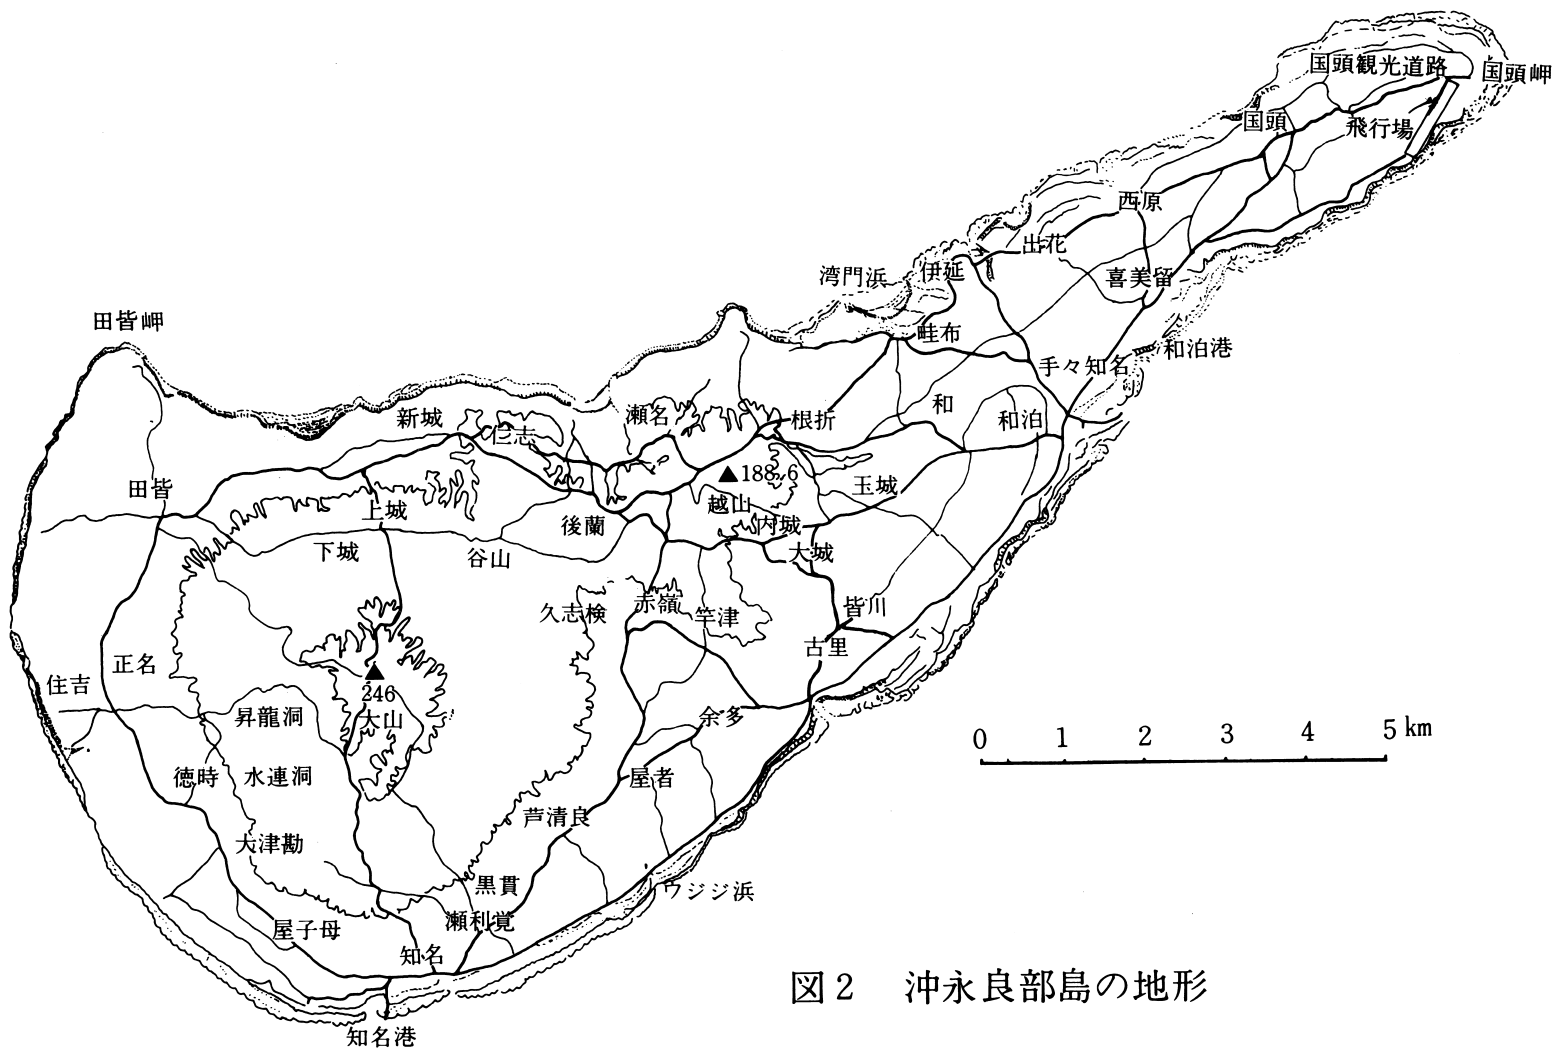 国頭観光道路
国頭岬
国頭
飛行場
西原
出花
湾門浜
伊延
喜美留
田皆岬
畦布
手々知名
和泊港
新城
仁志
瀬名
根折
和
和泊
188.6
越山
玉城
田皆
上城
後蘭
内城
下城
谷山
大城
久志検
赤嶺
竿津
皆川
古里
正名
住吉
246
大山
昇龍洞
余多
0 1 2 3 4 5 km
徳時
水連洞
屋者
芦清良
大津勘
黒貫
ウジジ浜
瀬利覚
屋子母
知名
図2 沖永良部島の地形
知名港